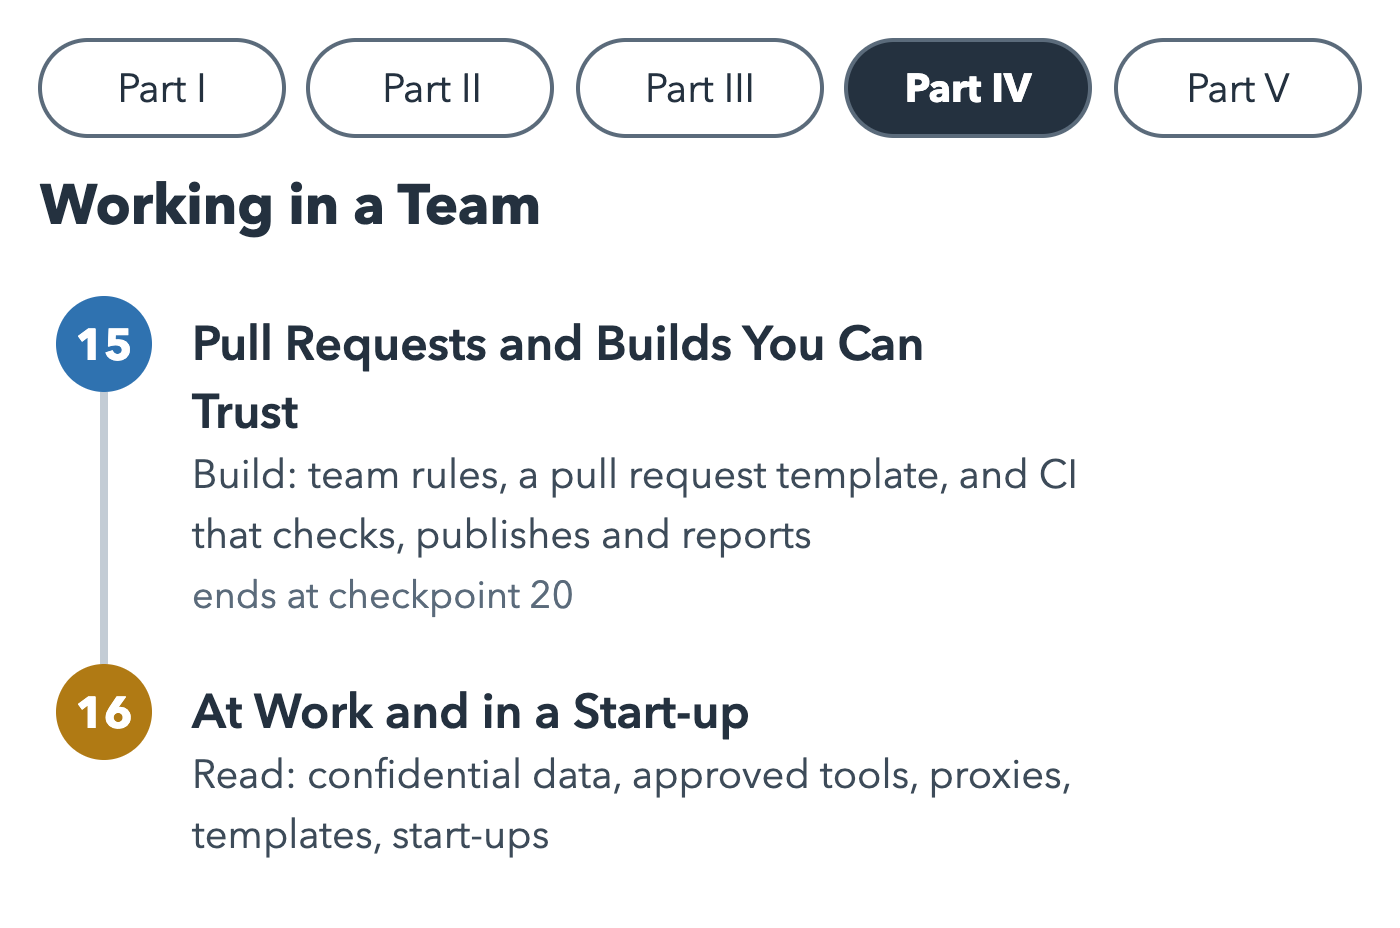 Part I
Part II
Part III
Part IV
Part V
Working in a Team
15
Pull Requests and Builds You Can
Trust
Build: team rules, a pull request template, and CI
that checks, publishes and reports
ends at checkpoint 20
16
At Work and in a Start-up
Read: confidential data, approved tools, proxies,
templates, start-ups